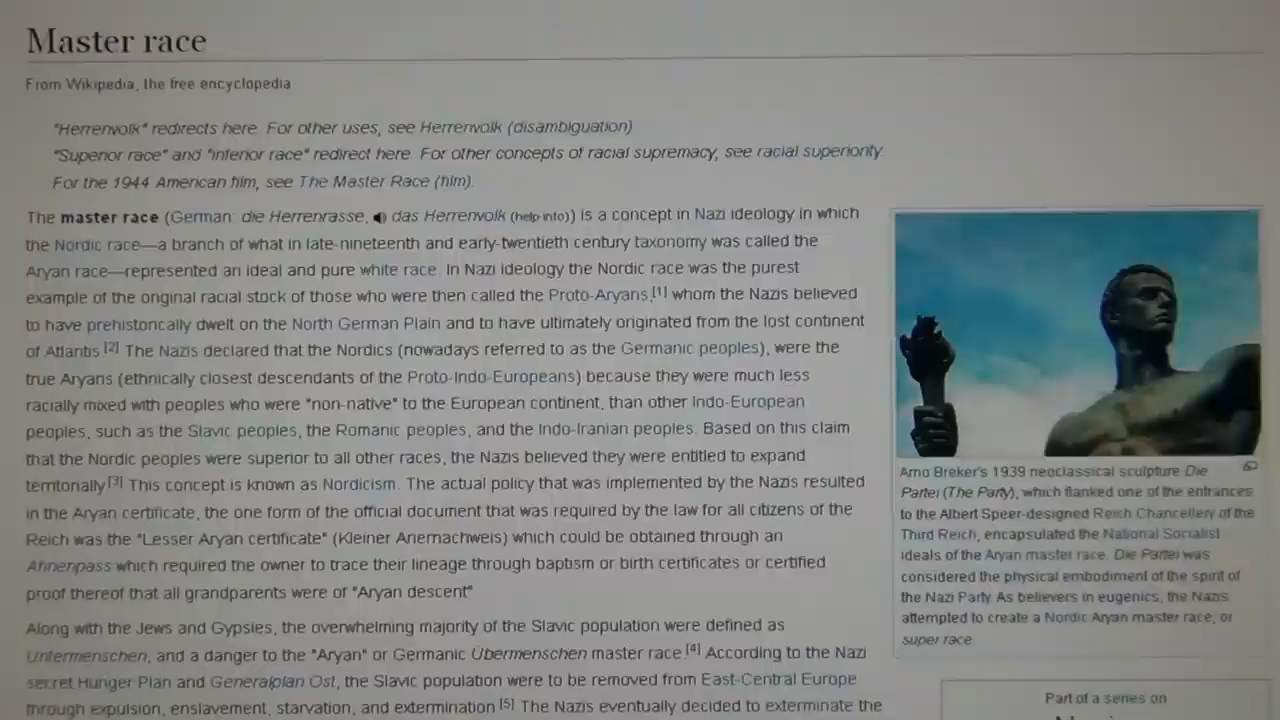 Master race
From Wikipedia, the free encyclopedia
"Herrenvolk" redirects here. For other uses, see Herrenvolk (disambiguation)
"Superior race" and "inferior race" redirect here. For other concepts of racial supremacy, see racial superiority.
For the 1944 American film, see The Master Race (film).
The master race (German: die Herrenrasse, das Herrenvolk (help·info)) is a concept in Nazi ideology in which
the Nordic race—a branch of what in late-nineteenth and early-twentieth century taxonomy was called the
Aryan race—represented an ideal and pure white race. In Nazi ideology the Nordic race was the purest
example of the original racial stock of those who were then called the Proto-Aryans,[1] whom the Nazis believed
to have prehistorically dwelt on the North German Plain and to have ultimately originated from the lost continent
of Atlantis.[2] The Nazis declared that the Nordics (nowadays referred to as the Germanic peoples), were the
true Aryans (ethnically closest descendants of the Proto-Indo-Europeans) because they were much less
racially mixed with peoples who were "non-native" to the European continent, than other Indo-European
peoples, such as the Slavic peoples, the Romanic peoples, and the Indo-Iranian peoples. Based on this claim
that the Nordic peoples were superior to all other races, the Nazis believed they were entitled to expand
territorially.[3] This concept is known as Nordicism. The actual policy that was implemented by the Nazis resulted
in the Aryan certificate, the one form of the official document that was required by the law for all citizens of the
Reich was the "Lesser Aryan certificate" (Kleiner Ariernachweis) which could be obtained through an
Ahnenpass which required the owner to trace their lineage through baptism or birth certificates or certified
proof thereof that all grandparents were of "Aryan descent"
Along with the Jews and Gypsies, the overwhelming majority of the Slavic population were defined as
Untermenschen, and a danger to the "Aryan" or Germanic Übermenschen master race.[4] According to the Nazi
secret Hunger Plan and Generalplan Ost, the Slavic population were to be removed from East-Central Europe
through expulsion, enslavement, starvation, and extermination.[5] The Nazis eventually decided to exterminate the
Arno Breker's 1939 neoclassical sculpture Die
Partei (The Party), which flanked one of the entrances
to the Albert Speer-designed Reich Chancellery of the
Third Reich, encapsulated the National Socialist
ideals of the Aryan master race. Die Partei was
considered the physical embodiment of the spirit of
the Nazi Party. As believers in eugenics, the Nazis
attempted to create a Nordic Aryan master race, or
super race
Part of a series on